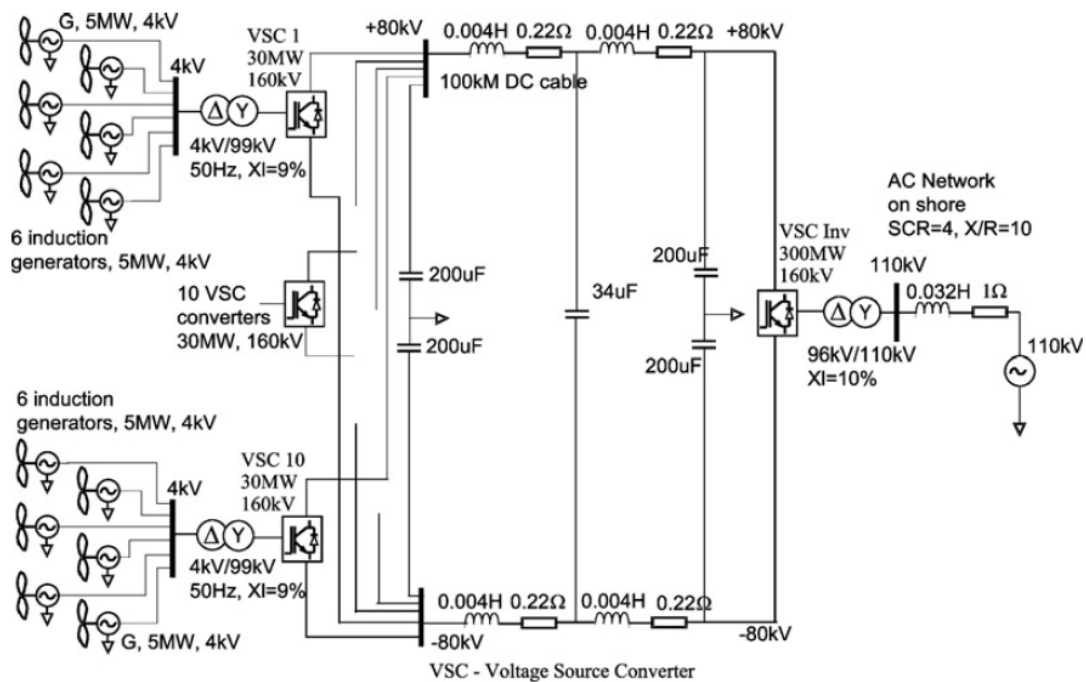 G, 5MW, 4kV
4kV
VSC 1
30MW
160kV
Δ Y
4kV/99kV
50Hz, XI=9%
6 induction
generators, 5MW, 4kV
10 VSC
converters
30MW, 160kV
6 induction
generators, 5MW, 4kV
4kV
VSC 10
30MW
160kV
Δ Y
4kV/99kV
50Hz, XI=9%
G, 5MW, 4kV
+80kV
0.004H 0.22Ω 0.004H 0.22Ω
+80kV
100kM DC cable
200uF
200uF
34uF
200uF
200uF
0.004H 0.22Ω 0.004H 0.22Ω
-80kV
-80kV
VSC Inv
300MW
160kV
Δ Y
96kV/110kV
XI=10%
AC Network
on shore
SCR=4, X/R=10
110kV
0.032H 1Ω
110kV
VSC - Voltage Source Converter